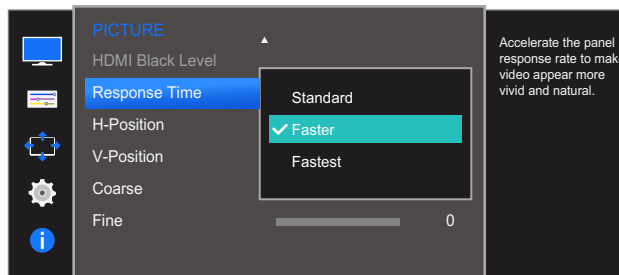 PICTURE
HDMI Black Level
Response Time
H-Position
V-Position
Coarse
Fine
Standard
Faster
Fastest
0
Accelerate the panel
response rate to mak
video appear more
vivid and natural.